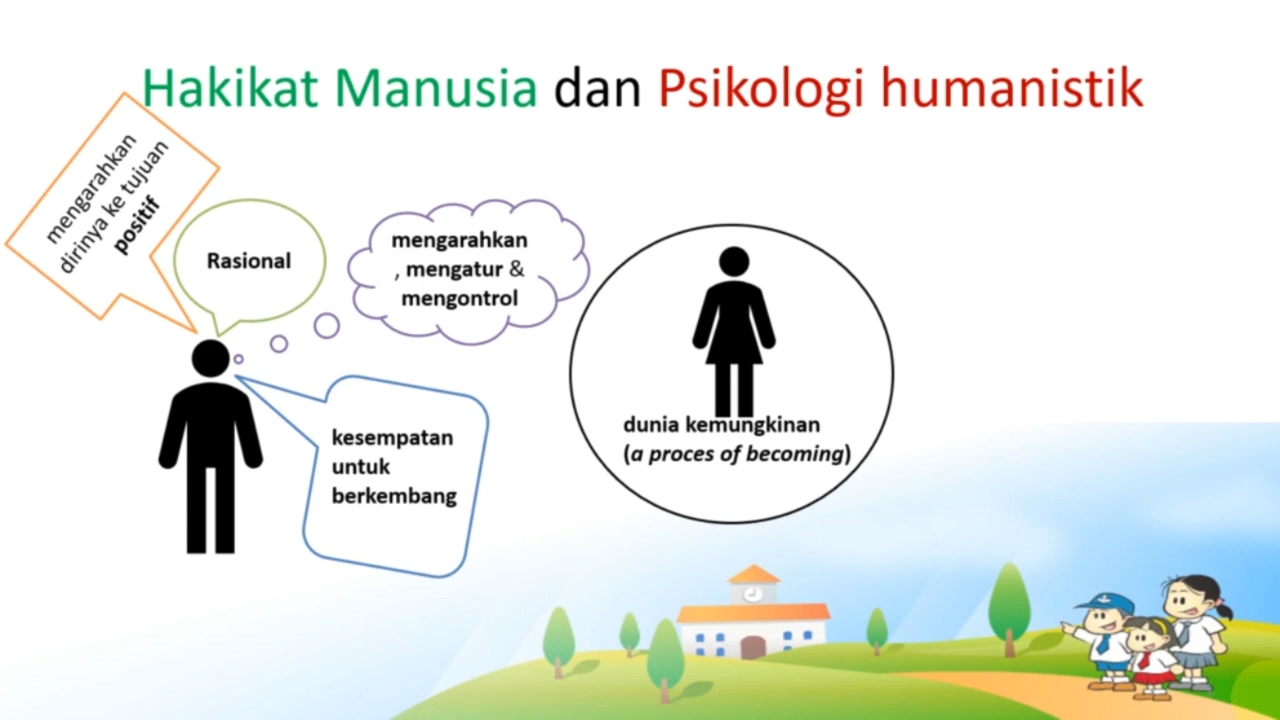 Hakikat Manusia dan Psikologi humanistik
mengarahkan
dirinya ke tujuan
positif
Rasional
mengarahkan
, mengatur &
mengontrol
kesempatan
untuk
berkembang
dunia kemungkinan
(a proces of becoming)